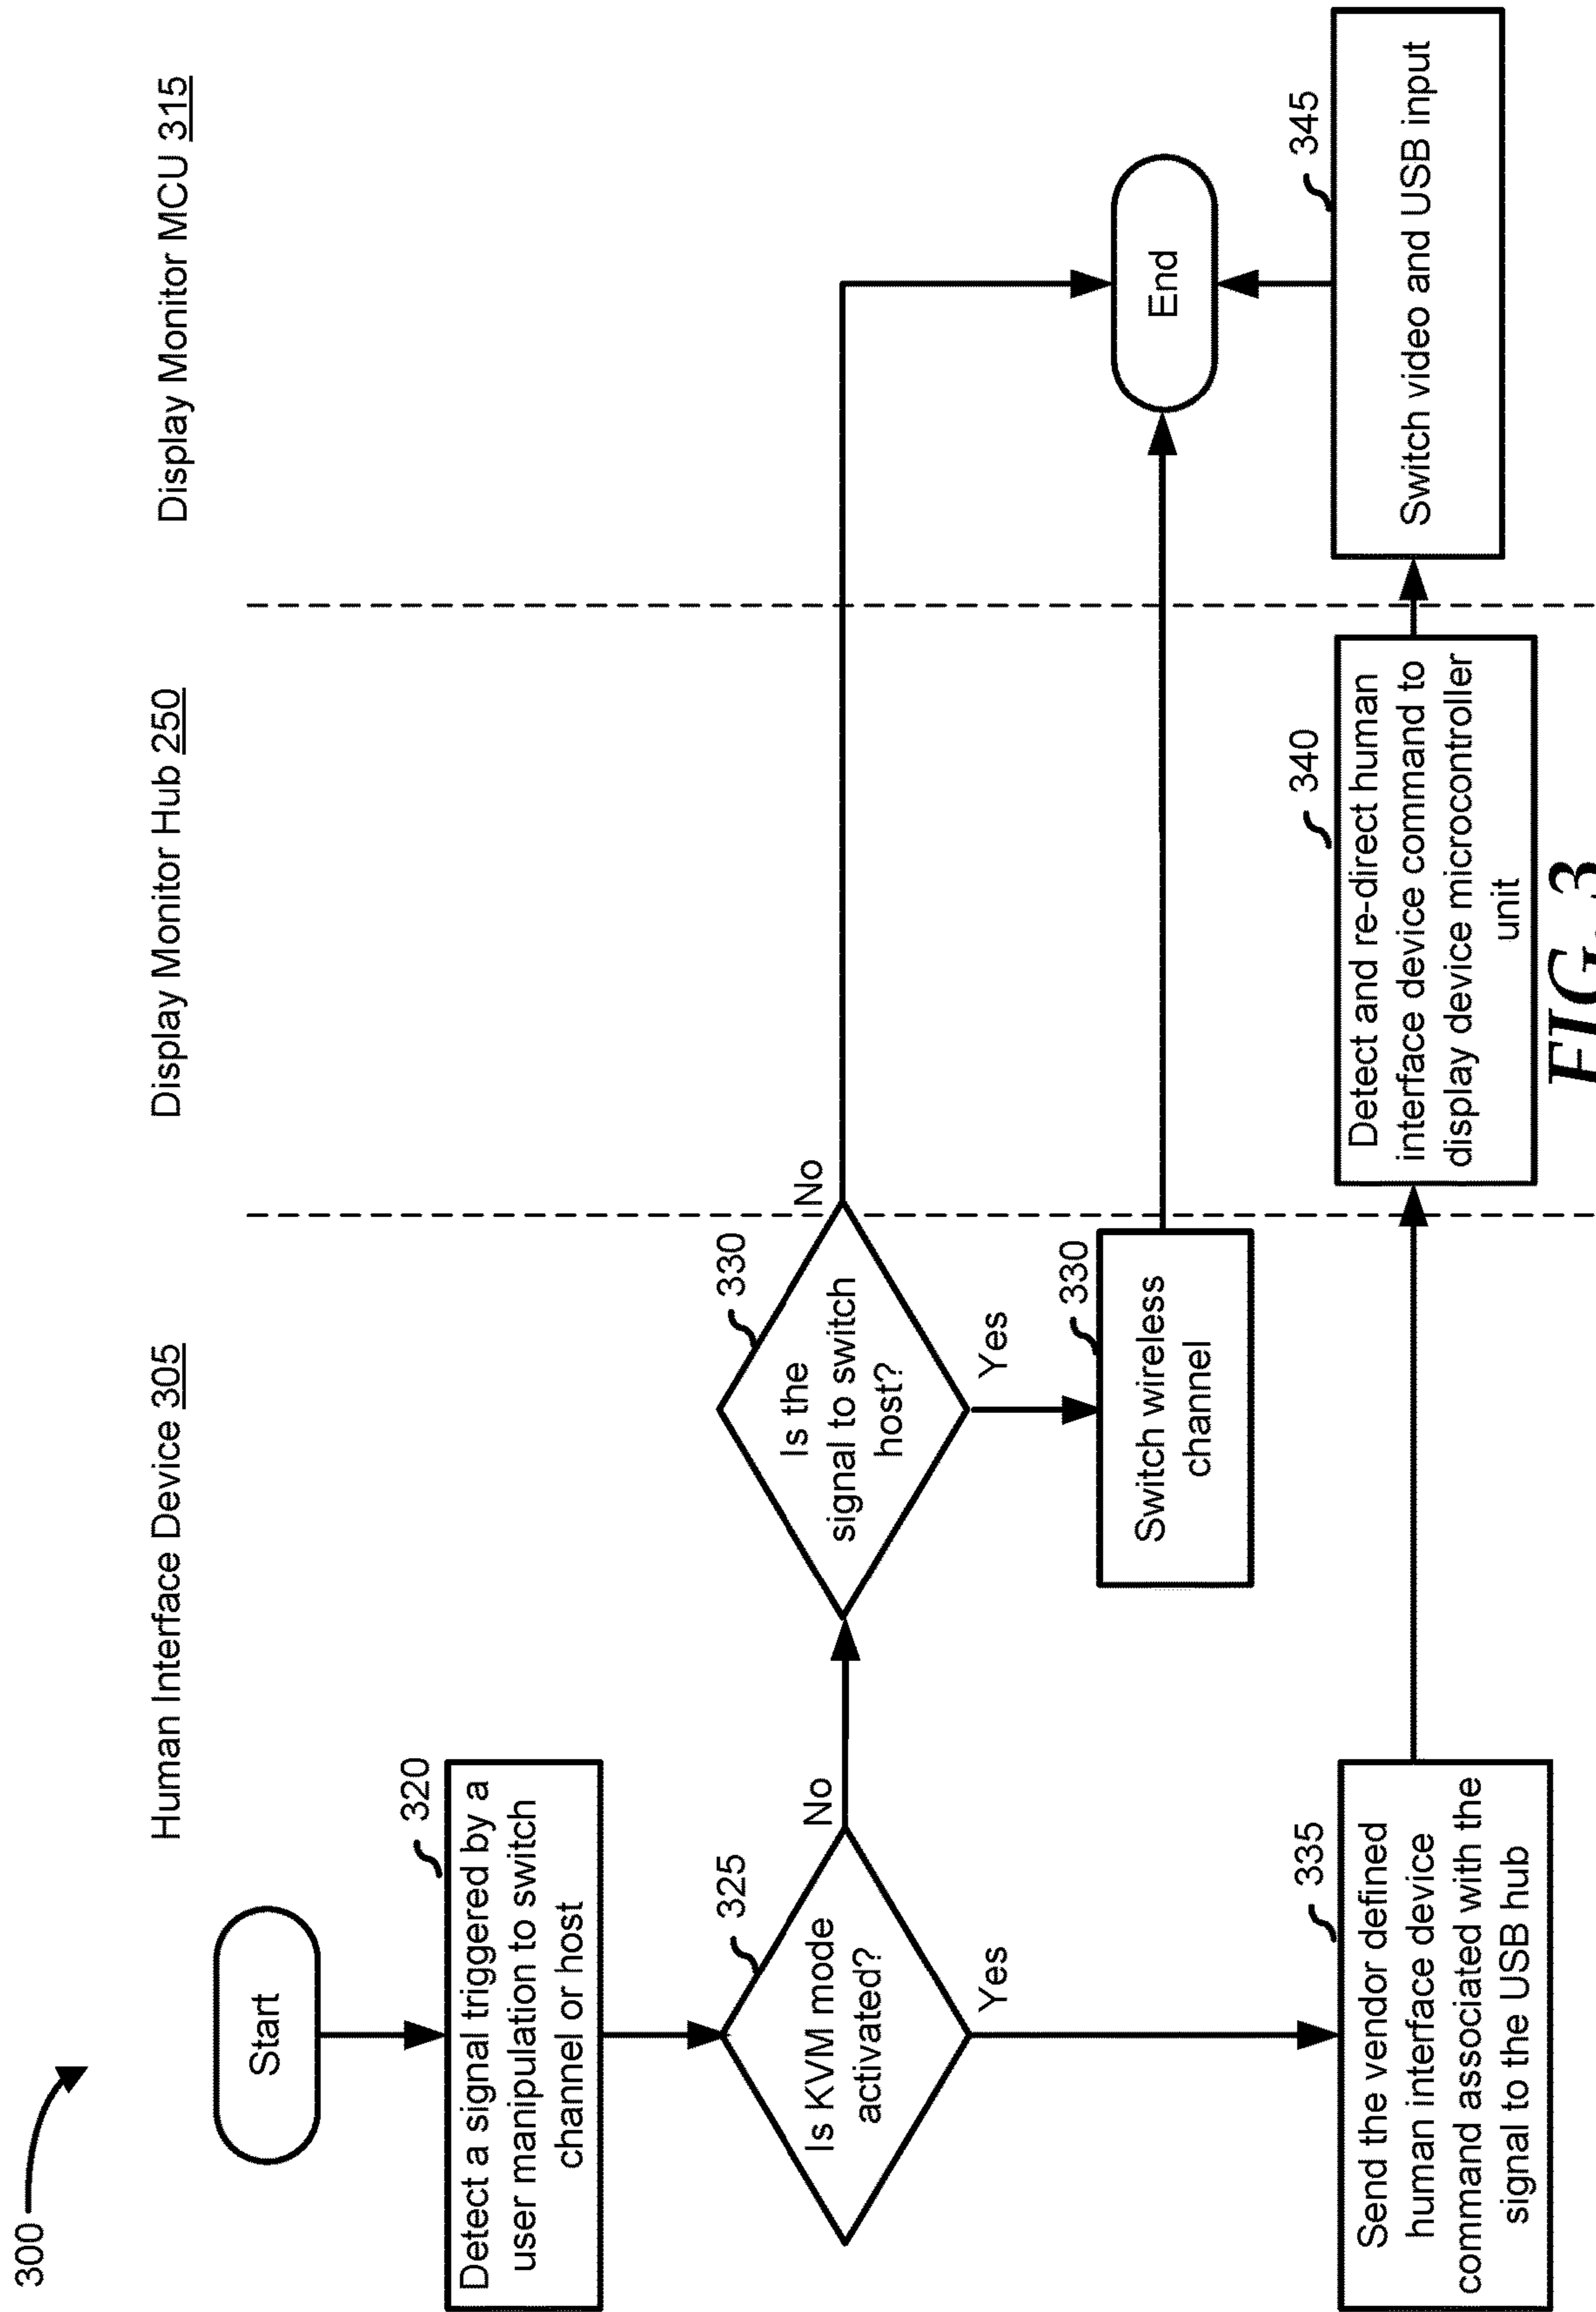 300
Human Interface Device 305
Display Monitor Hub 250
Display Monitor MCU 315
Start
320
Detect a signal triggered by a
user manipulation to switch
channel or host
325
Is KVM mode
activated?
No
Yes
330
Is the
signal to switch
host?
No
Yes
330
Switch wireless
channel
End
335
Send the vendor defined
human interface device
command associated with the
signal to the USB hub
340
Detect and re-direct human
interface device command to
display device microcontroller
unit
345
Switch video and USB input
FIG. 3